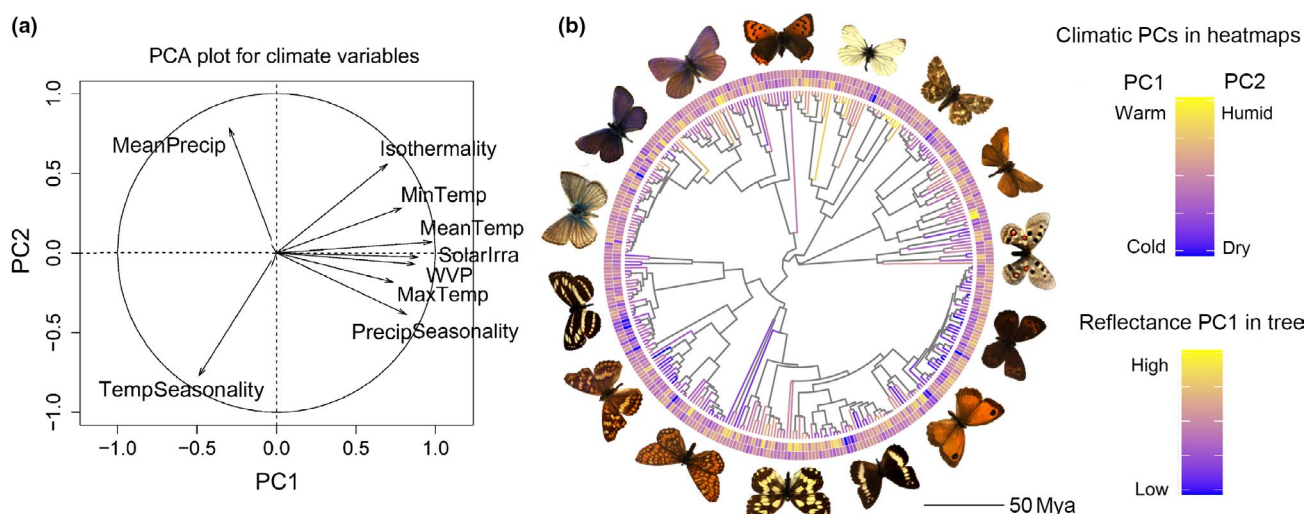 (a)
PCA plot for climate variables
PC2
1.0
0.5
0.0
−0.5
−1.0
MeanPrecip
Isothermality
MinTemp
MeanTemp
SolarIrra
WVP
MaxTemp
PrecipSeasonality
TempSeasonality
−1.0 −0.5 0.0 0.5 1.0
PC1
(b)
50 Mya
Climatic PCs in heatmaps
PC1 PC2
Warm Humid
Cold Dry
Reflectance PC1 in tree
High
Low